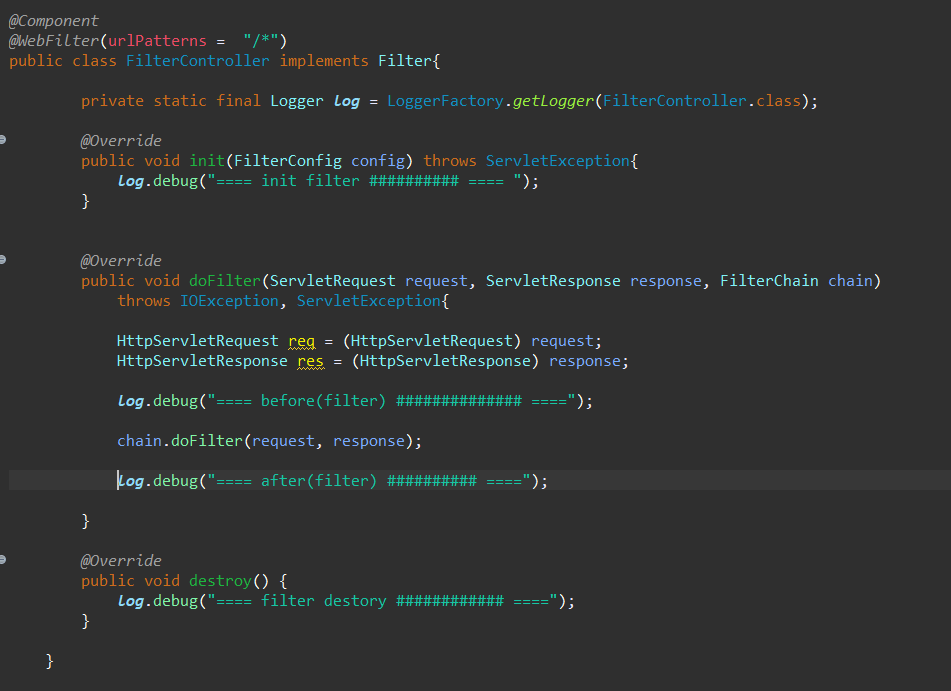 @Component
@WebFilter(urlPatterns =  "/*")
public class FilterController implements Filter{
private static final Logger log = LoggerFactory.getLogger(FilterController.class);
@Override
public void init(FilterConfig config) throws ServletException{
log.debug("==== init filter ########## ==== ");
}
@Override
public void doFilter(ServletRequest request, ServletResponse response, FilterChain chain)
throws IOException, ServletException{
HttpServletRequest req = (HttpServletRequest) request;
HttpServletResponse res = (HttpServletResponse) response;
log.debug("==== before(filter) ############## ====");
chain.doFilter(request, response);
log.debug("==== after(filter) ########## ====");
}
@Override
public void destroy() {
log.debug("==== filter destory ############ ====");
}
}